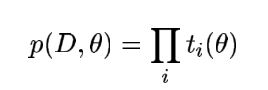 p(D, θ) = ∏_i t_i(θ)